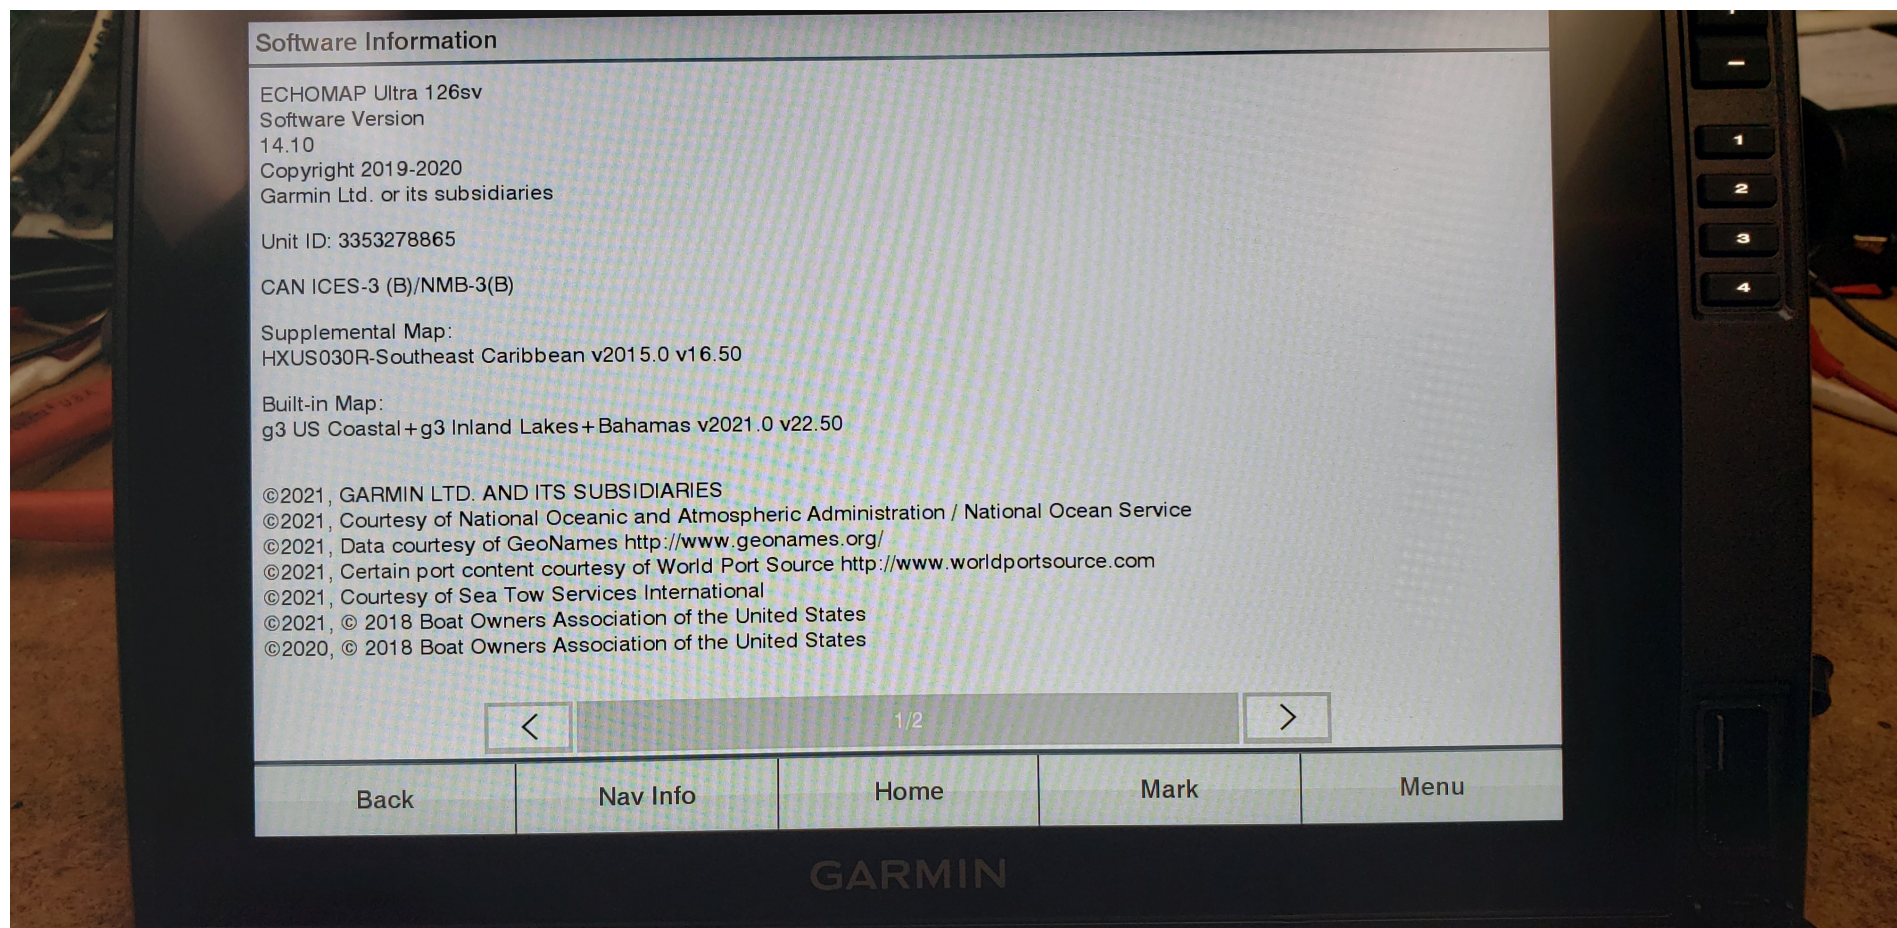 Software Information
ECHOMAP Ultra 126sv
Software Version
14.10
Copyright 2019-2020
Garmin Ltd. or its subsidiaries
Unit ID: 3353278865
CAN ICES-3 (B)/NMB-3(B)
Supplemental Map:
HXUS030R-Southeast Caribbean v2015.0 v16.50
Built-in Map:
g3 US Coastal+g3 Inland Lakes+Bahamas v2021.0 v22.50
©2021, GARMIN LTD. AND ITS SUBSIDIARIES
©2021, Courtesy of National Oceanic and Atmospheric Administration / National Ocean Service
©2021, Data courtesy of GeoNames http://www.geonames.org/
©2021, Certain port content courtesy of World Port Source http://www.worldportsource.com
©2021, Courtesy of Sea Tow Services International
©2021, © 2018 Boat Owners Association of the United States
©2020, © 2018 Boat Owners Association of the United States
< 1/2 >
Back Nav Info Home Mark Menu
GARMIN
1
2
3
4